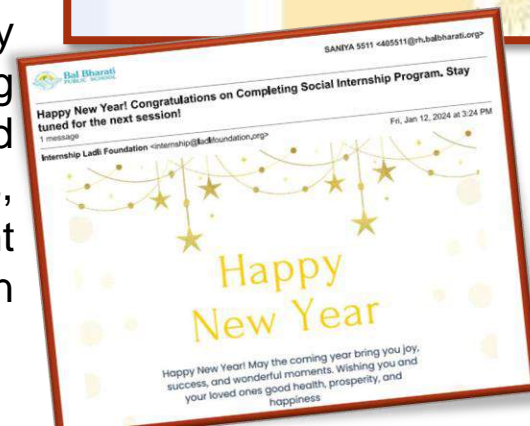 y
g
d
,
nt
n
Bal Bharati
PUBLIC SCHOOL
SANIYA 5511 <405511@rh.balbharati.org>
Happy New Year! Congratulations on Completing Social Internship Program. Stay
tuned for the next session!
1 message
Internship Ladli Foundation <internship@ladlifoundation.org>
Fri, Jan 12, 2024 at 3:24 PM
Happy
New Year
Happy New Year! May the coming year bring you joy,
success, and wonderful moments. Wishing you and
your loved ones good health, prosperity, and
happiness